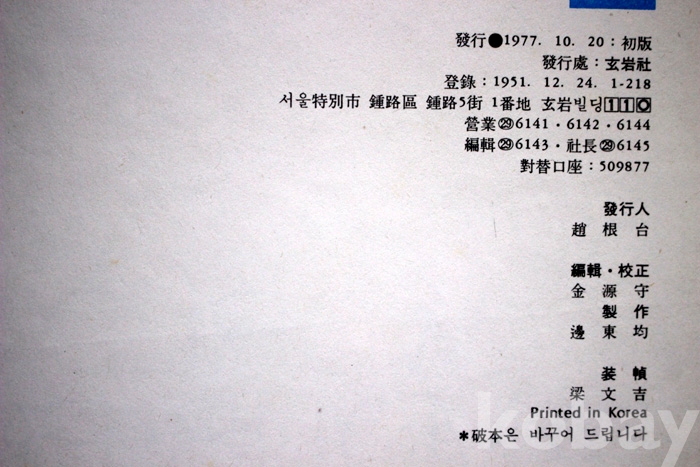 發行●1977. 10. 20 : 初版
發行處 : 玄岩社
登錄 : 1951. 12. 24. 1-218
서울特別市 鍾路區 鍾路5街 1番地 玄岩빌딩110
營業㉙6141 · 6142 · 6144
編輯㉙6143 · 社長㉙6145
對替口座 : 509877
發行人
趙根台
編輯 · 校正
金源守
製作
邊東均
装幀
梁文吉
Printed in Korea
*破本은 바꾸어 드립니다
kobay